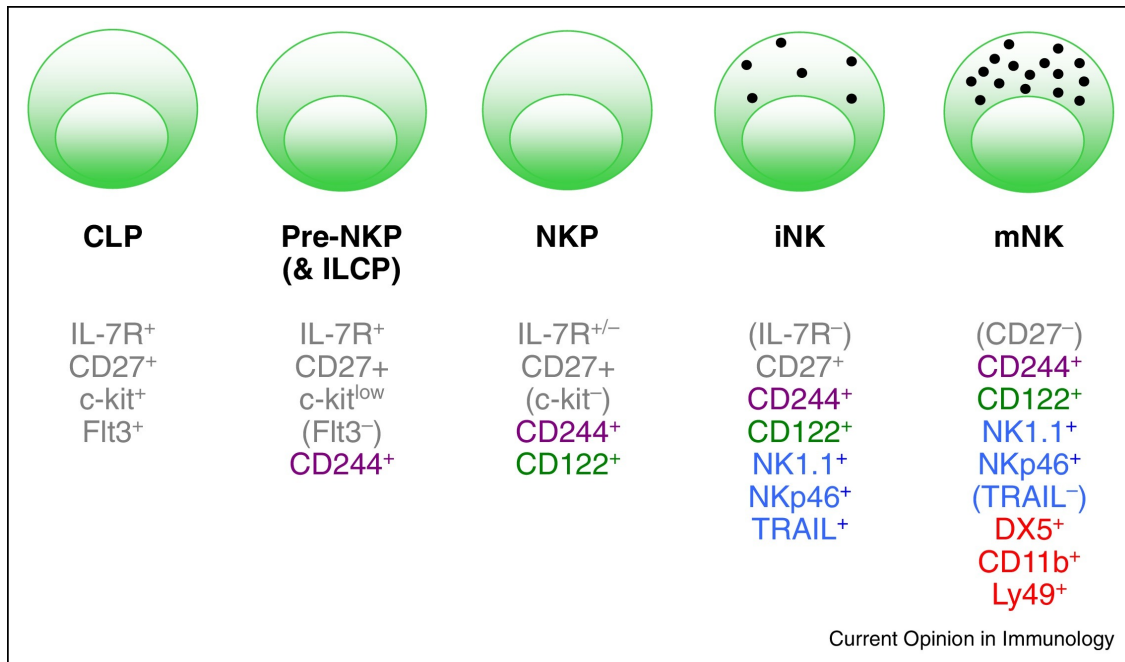 CLP
Pre-NKP
(& ILCP)
NKP
iNK
mNK
IL-7R⁺
CD27⁺
c-kit⁺
Flt3⁺
IL-7R⁺
CD27+
c-kitˡᵒʷ
(Flt3⁻)
CD244⁺
IL-7R⁺/⁻
CD27+
(c-kit⁻)
CD244⁺
CD122⁺
(IL-7R⁻)
CD27⁺
CD244⁺
CD122⁺
NK1.1⁺
NKp46⁺
TRAIL⁺
(CD27⁻)
CD244⁺
CD122⁺
NK1.1⁺
NKp46⁺
(TRAIL⁻)
DX5⁺
CD11b⁺
Ly49⁺
Current Opinion in Immunology